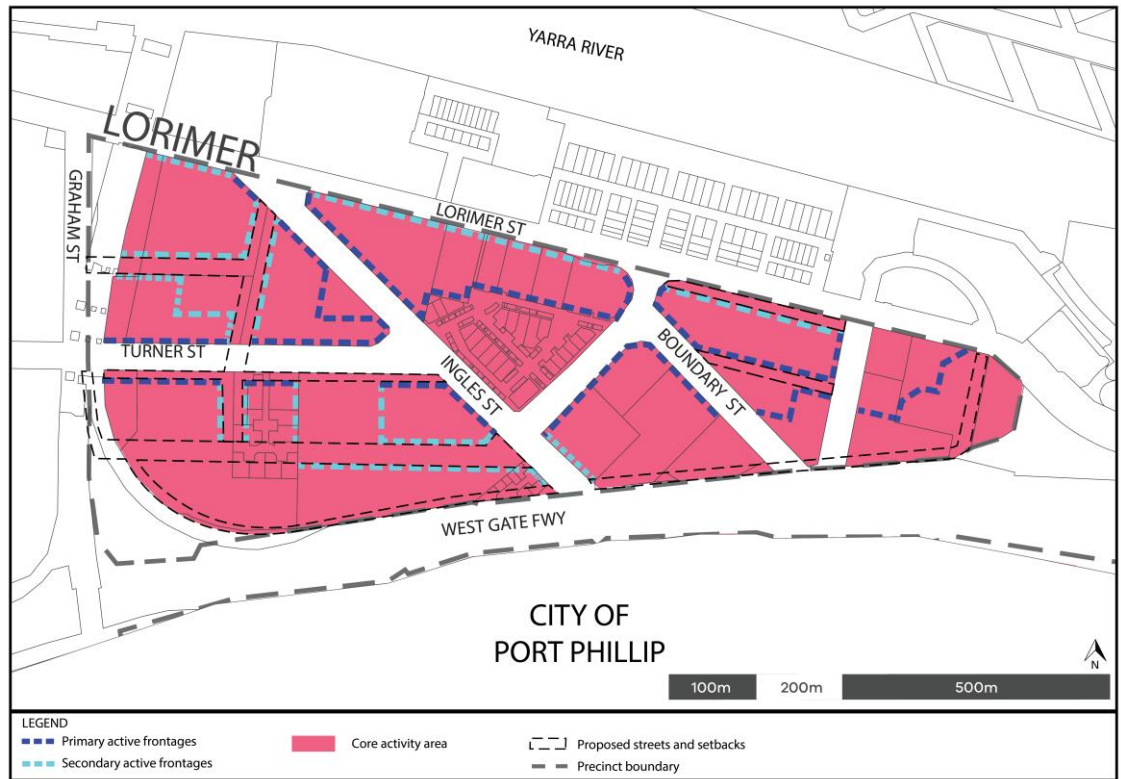 YARRA RIVER
LORIMER
GRAHAM ST
LORIMER ST
TURNER ST
INGLES ST
BOUNDARY ST
WEST GATE FWY
CITY OF
PORT PHILLIP
N
100m 200m 500m
LEGEND
Primary active frontages
Secondary active frontages
Core activity area
Proposed streets and setbacks
Precinct boundary